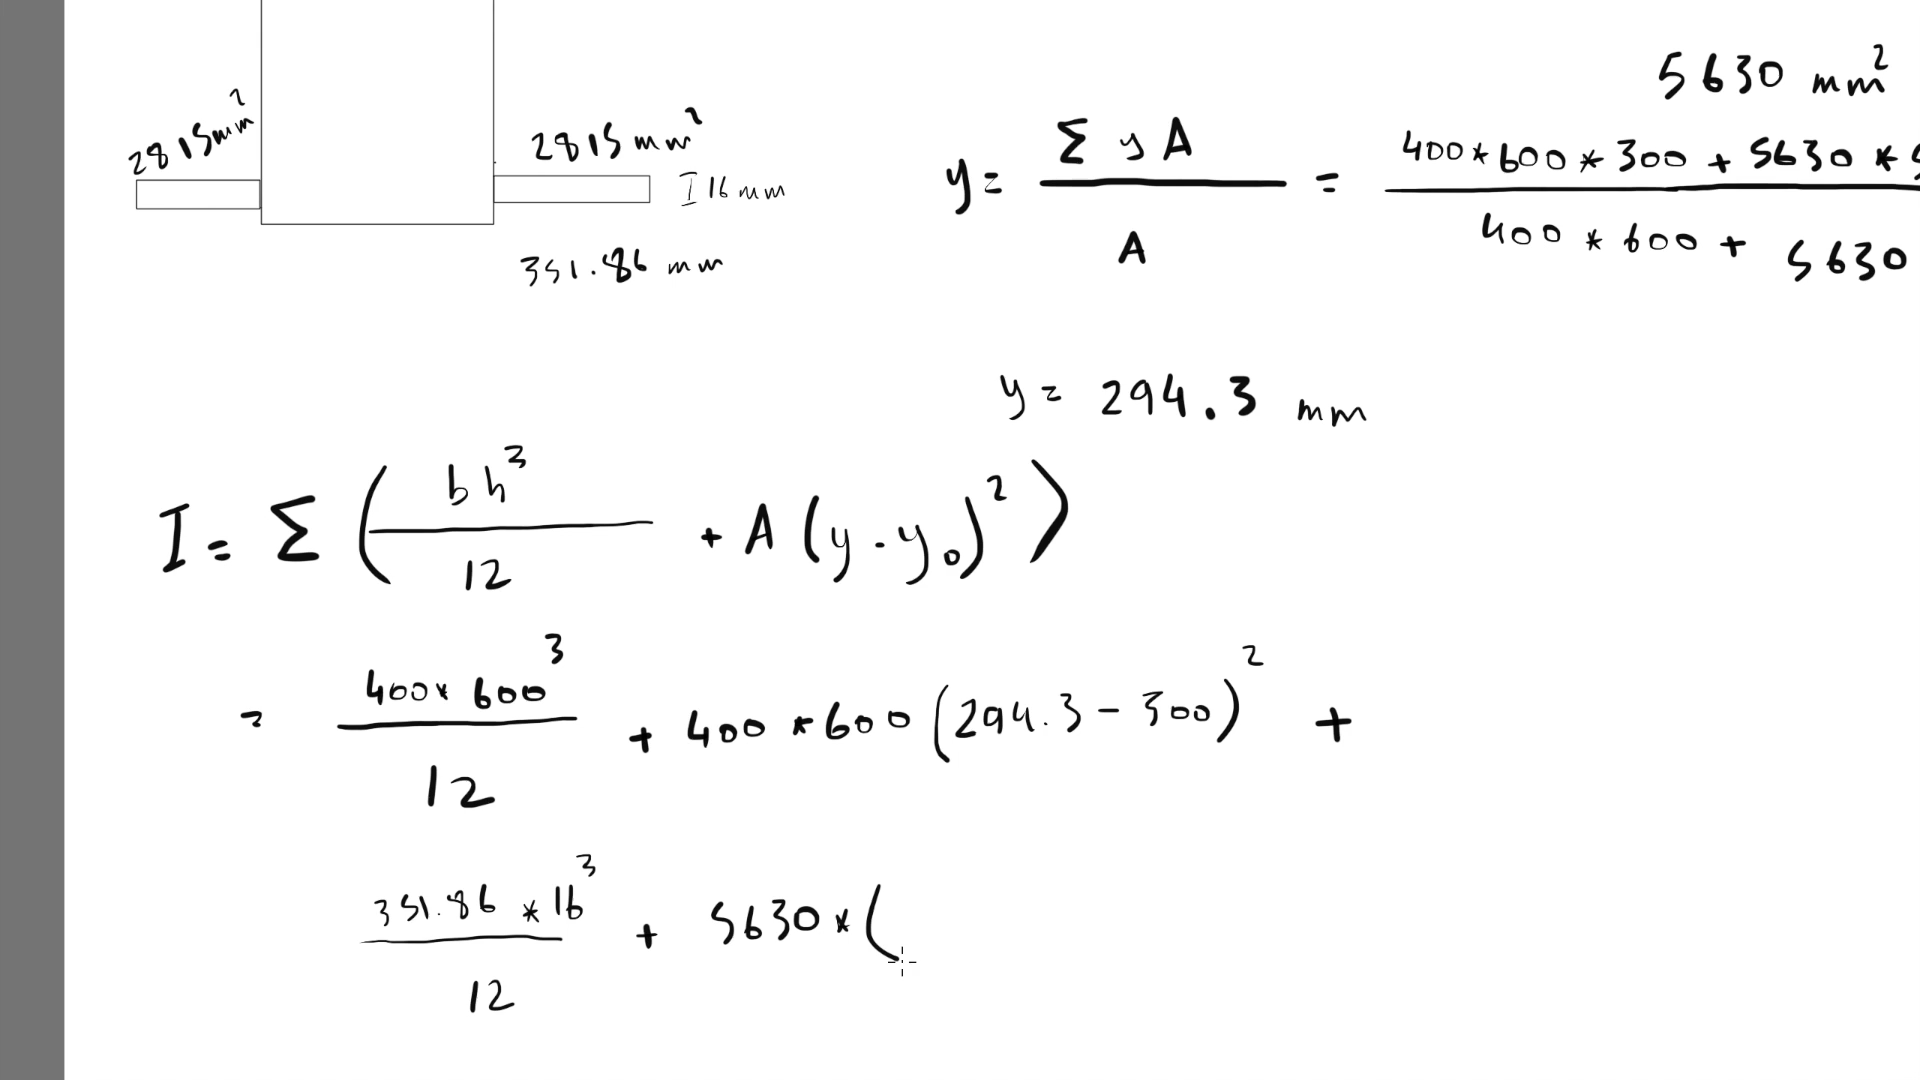 5630 mm²
2815mm²
2815 mm²
I 16 mm
351.86 mm
y = Σ y A / A = 400*600*300 + 5630 * 5 / 400 * 600 + 5630
y = 294.3 mm
I = Σ ( bh³ / 12 + A (y - y₀)² )
= 400* 600³ / 12 + 400 *600 (294.3 - 300)² +
351.86 * 16³ / 12 + 5630* (